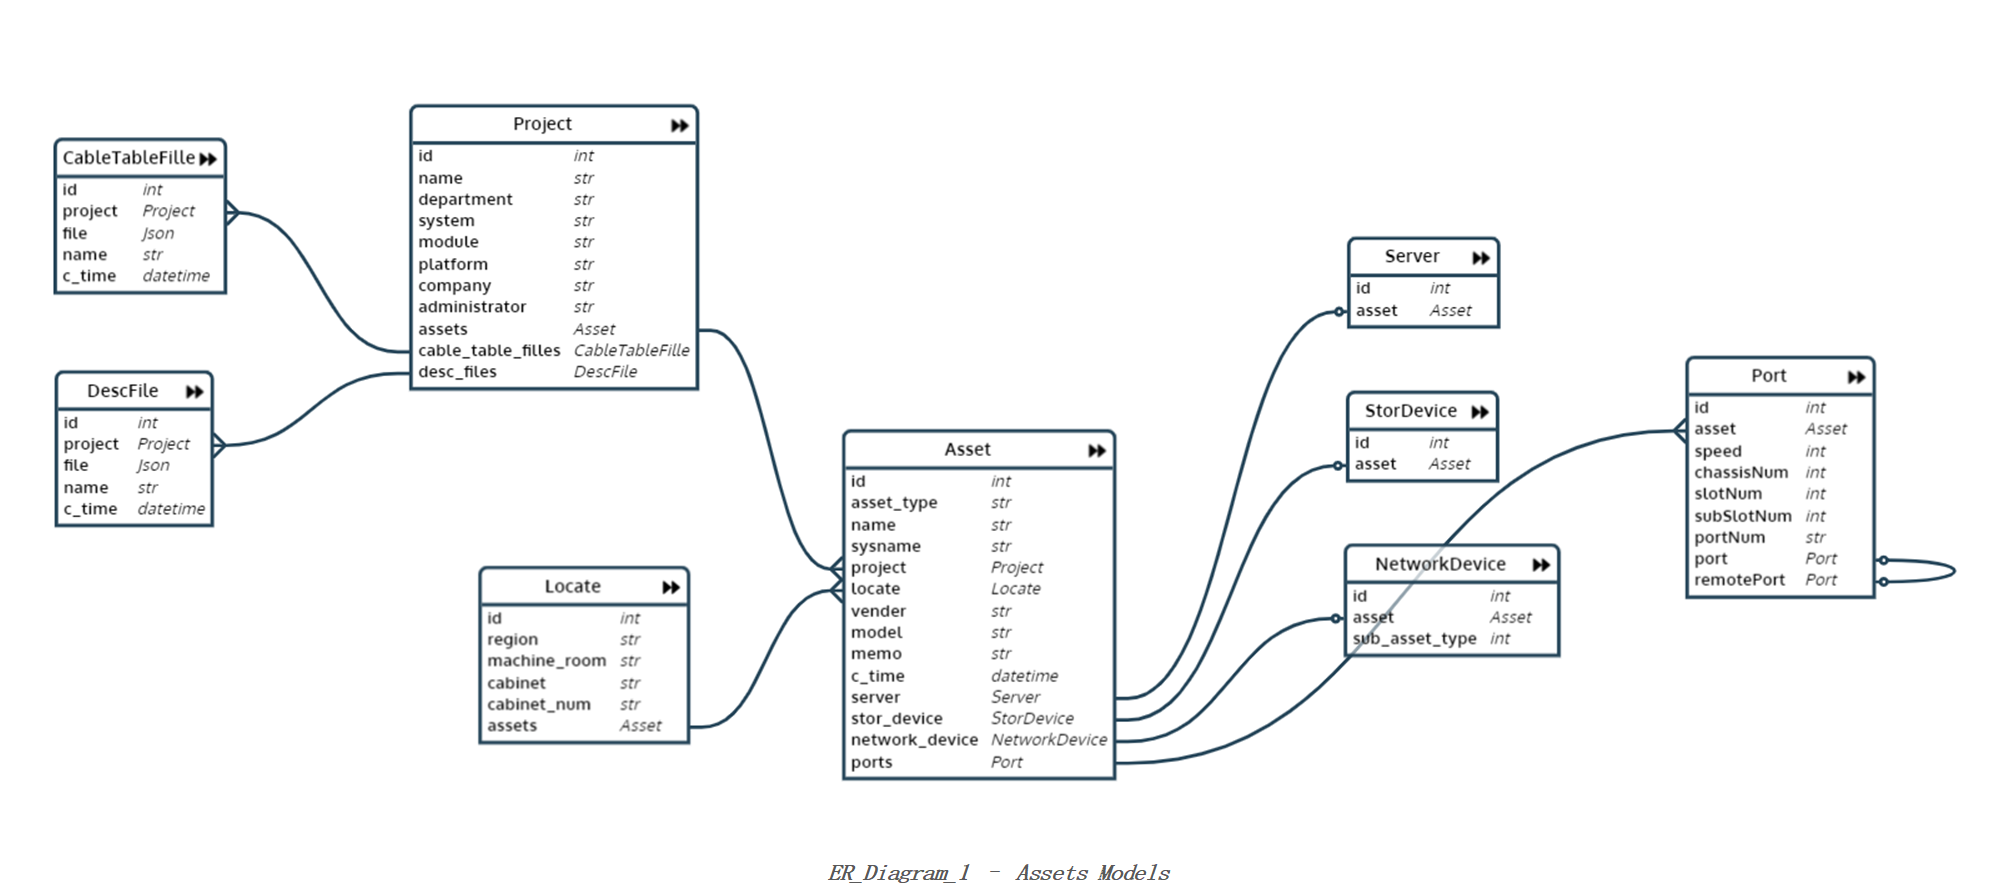 CableTableFille
id int
project Project
file Json
name str
c_time datetime
DescFile
id int
project Project
file Json
name str
c_time datetime
Project
id int
name str
department str
system str
module str
platform str
company str
administrator str
assets Asset
cable_table_filles CableTableFille
desc_files DescFile
Locate
id int
region str
machine_room str
cabinet str
cabinet_num str
assets Asset
Asset
id int
asset_type str
name str
sysname str
project Project
locate Locate
vender str
model str
memo str
c_time datetime
server Server
stor_device StorDevice
network_device NetworkDevice
ports Port
Server
id int
asset Asset
StorDevice
id int
asset Asset
NetworkDevice
id int
asset Asset
sub_asset_type int
Port
id int
asset Asset
speed int
chassisNum int
slotNum int
subSlotNum int
portNum str
port Port
remotePort Port
ER_Diagram_1 - Assets Models